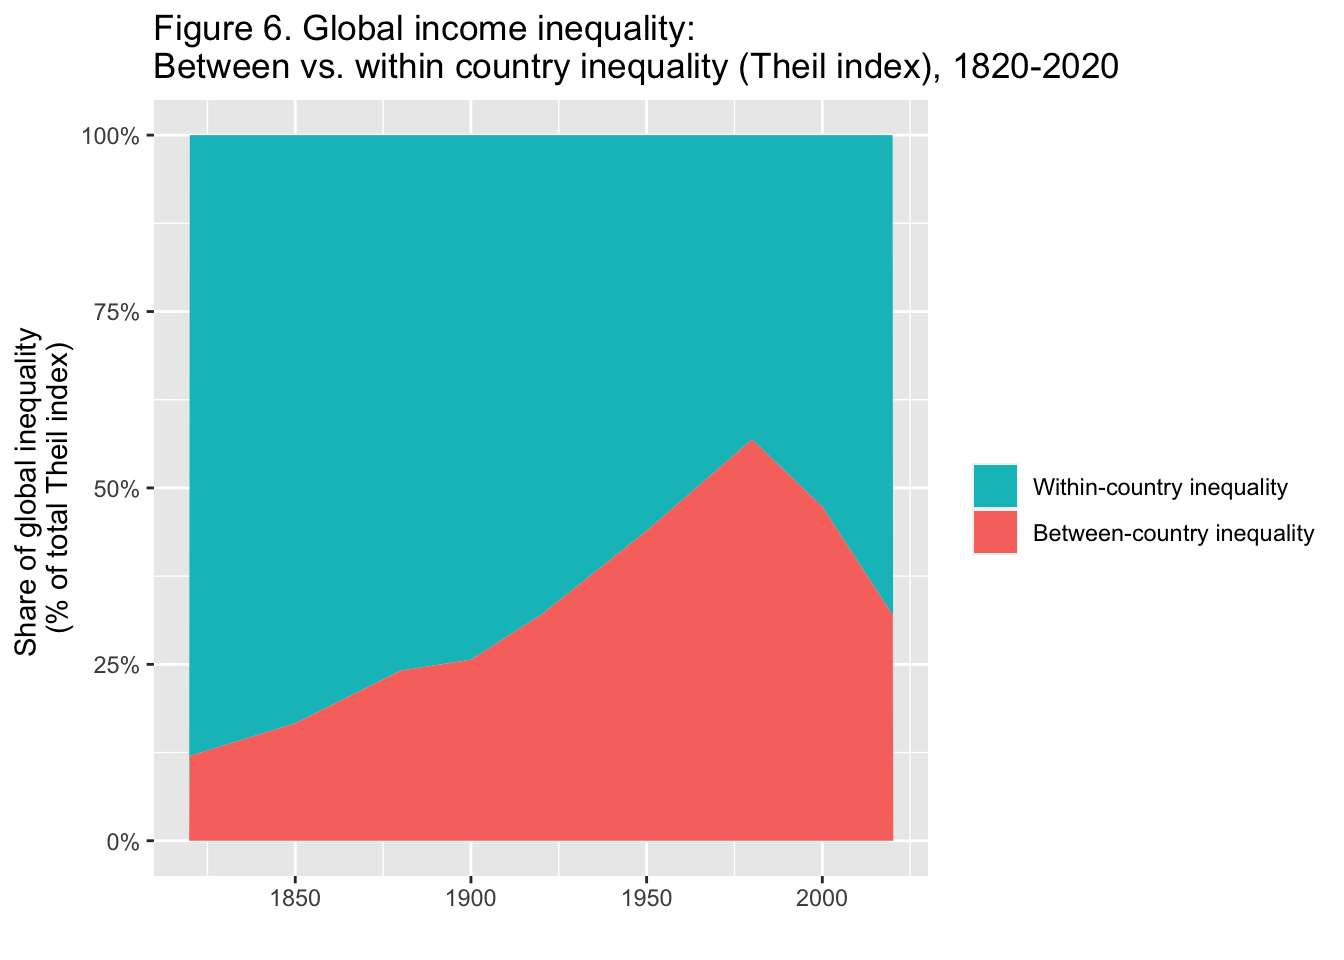 Figure 6. Global income inequality:
Between vs. within country inequality (Theil index), 1820-2020
Share of global inequality
(% of total Theil index)
100%
75%
50%
25%
0%
1850
1900
1950
2000
Within-country inequality
Between-country inequality